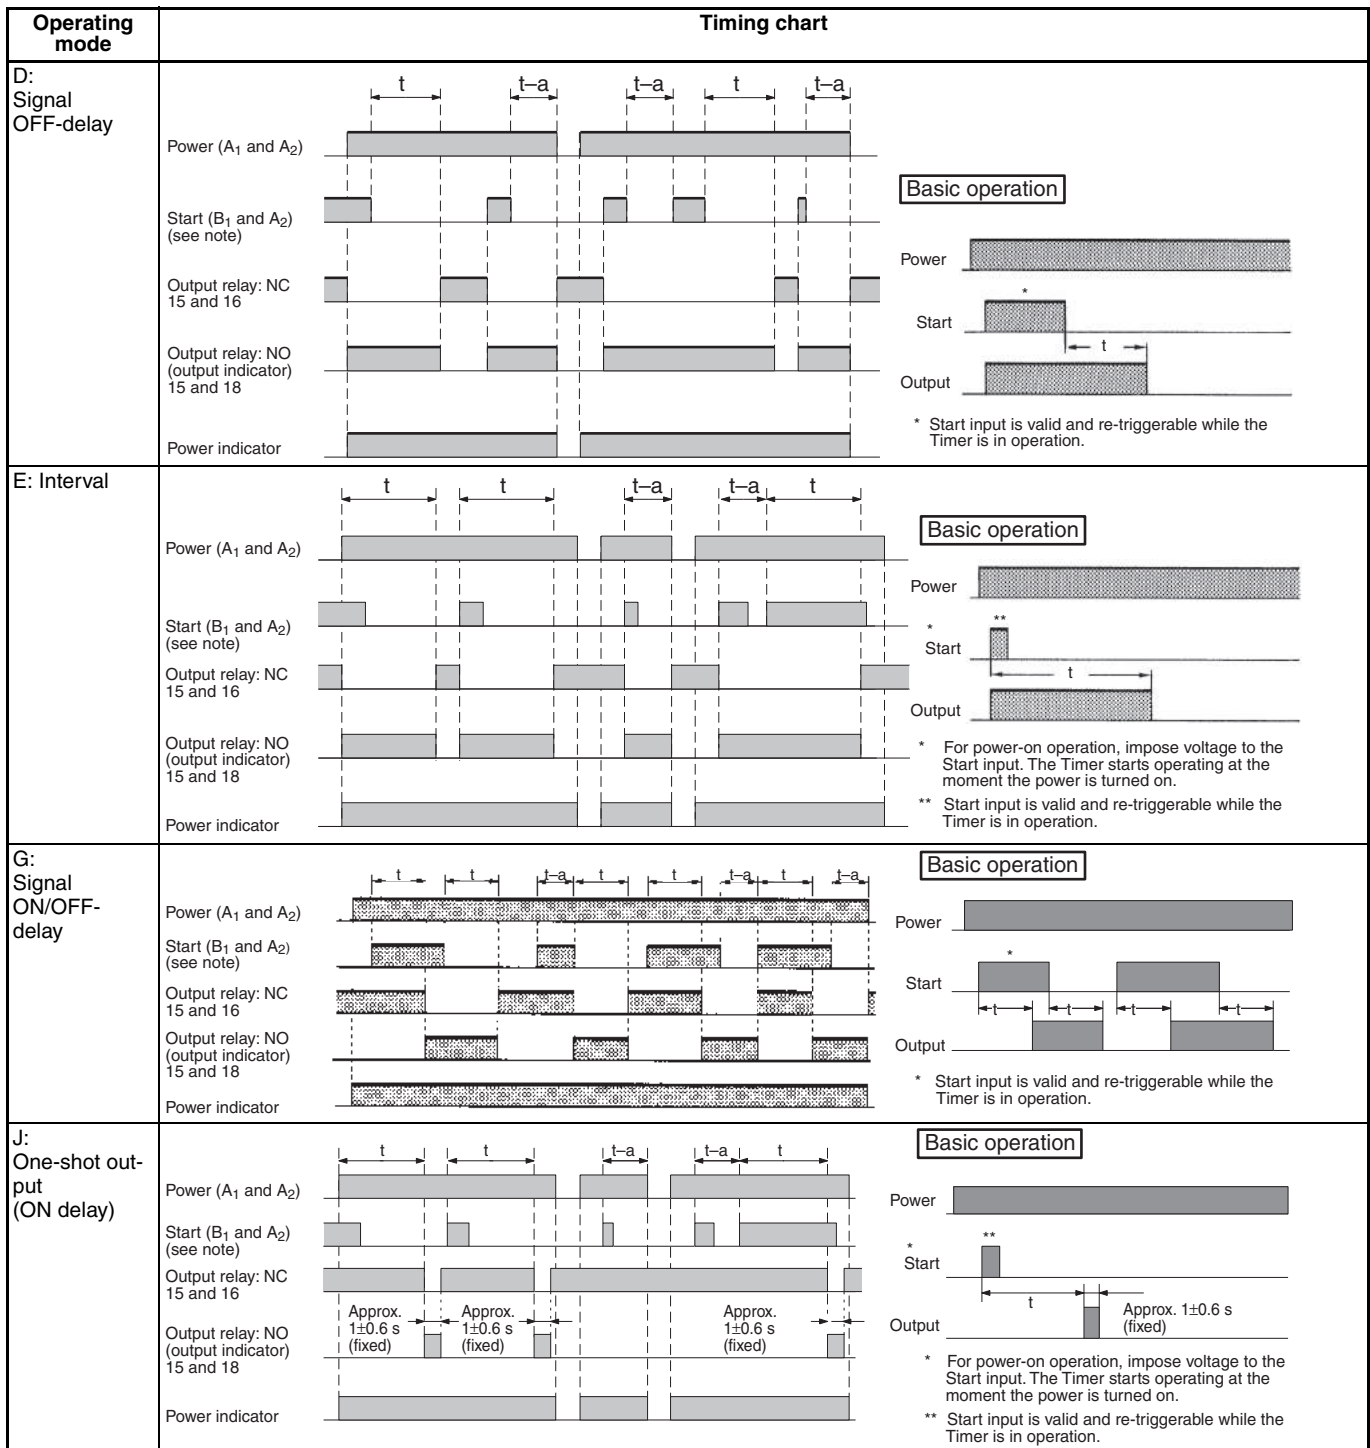 Operating
mode
Timing chart
D:
Signal
OFF-delay
t
t–a
t–a
t
t–a
Power (A1 and A2)
Start (B1 and A2)
(see note)
Output relay: NC
15 and 16
Output relay: NO
(output indicator)
15 and 18
Power indicator
Basic operation
Power
*
Start
t
Output
* Start input is valid and re-triggerable while the
Timer is in operation.
E: Interval
t
t
t–a
t–a
t
Power (A1 and A2)
Start (B1 and A2)
(see note)
Output relay: NC
15 and 16
Output relay: NO
(output indicator)
15 and 18
Power indicator
Basic operation
Power
*
**
Start
t
Output
* For power-on operation, impose voltage to the
Start input. The Timer starts operating at the
moment the power is turned on.
** Start input is valid and re-triggerable while the
Timer is in operation.
G:
Signal
ON/OFF-
delay
t
t
t–a
t
t
t–a
t
t–a
Power (A1 and A2)
Start (B1 and A2)
(see note)
Output relay: NC
15 and 16
Output relay: NO
(output indicator)
15 and 18
Power indicator
Basic operation
Power
*
Start
t
t
t
t
Output
* Start input is valid and re-triggerable while the
Timer is in operation.
J:
One-shot out-
put
(ON delay)
t
t
t–a
t–a
t
Power (A1 and A2)
Start (B1 and A2)
(see note)
Output relay: NC
15 and 16
Approx.
1±0.6 s
(fixed)
Approx.
1±0.6 s
(fixed)
Approx.
1±0.6 s
(fixed)
Output relay: NO
(output indicator)
15 and 18
Power indicator
Basic operation
Power
*
**
Start
t
Approx. 1±0.6 s
(fixed)
Output
* For power-on operation, impose voltage to the
Start input. The Timer starts operating at the
moment the power is turned on.
** Start input is valid and re-triggerable while the
Timer is in operation.